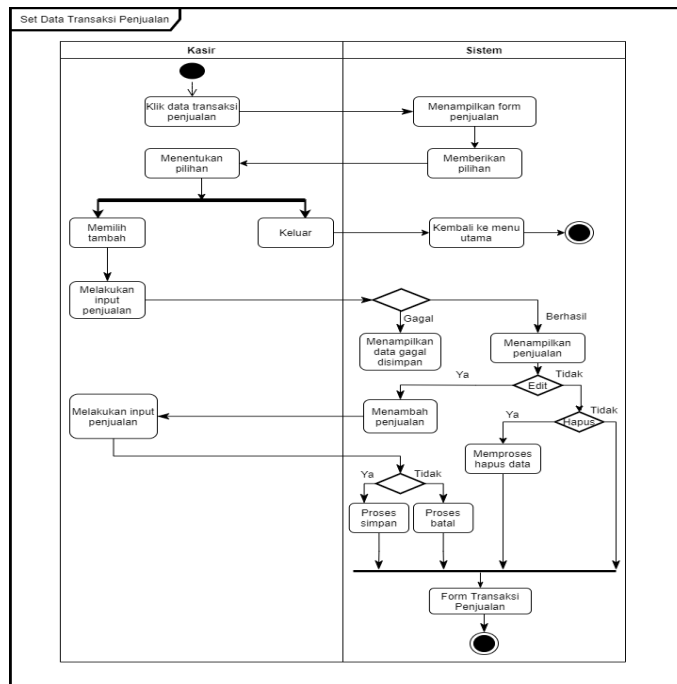 Set Data Transaksi Penjualan
Kasir
Sistem
Klik data transaksi
penjualan
Menampilkan form
penjualan
Menentukan
pilihan
Memberikan
pilihan
Memilih
tambah
Keluar
Kembali ke menu
utama
Melakukan
input
penjualan
Gagal
Berhasil
Menampilkan
data gagal
disimpan
Menampilkan
penjualan
Ya
Edit
Tidak
Melakukan input
penjualan
Menambah
penjualan
Ya
Hapus
Tidak
Memproses
hapus data
Ya
Tidak
Proses
simpan
Proses
batal
Form Transaksi
Penjualan